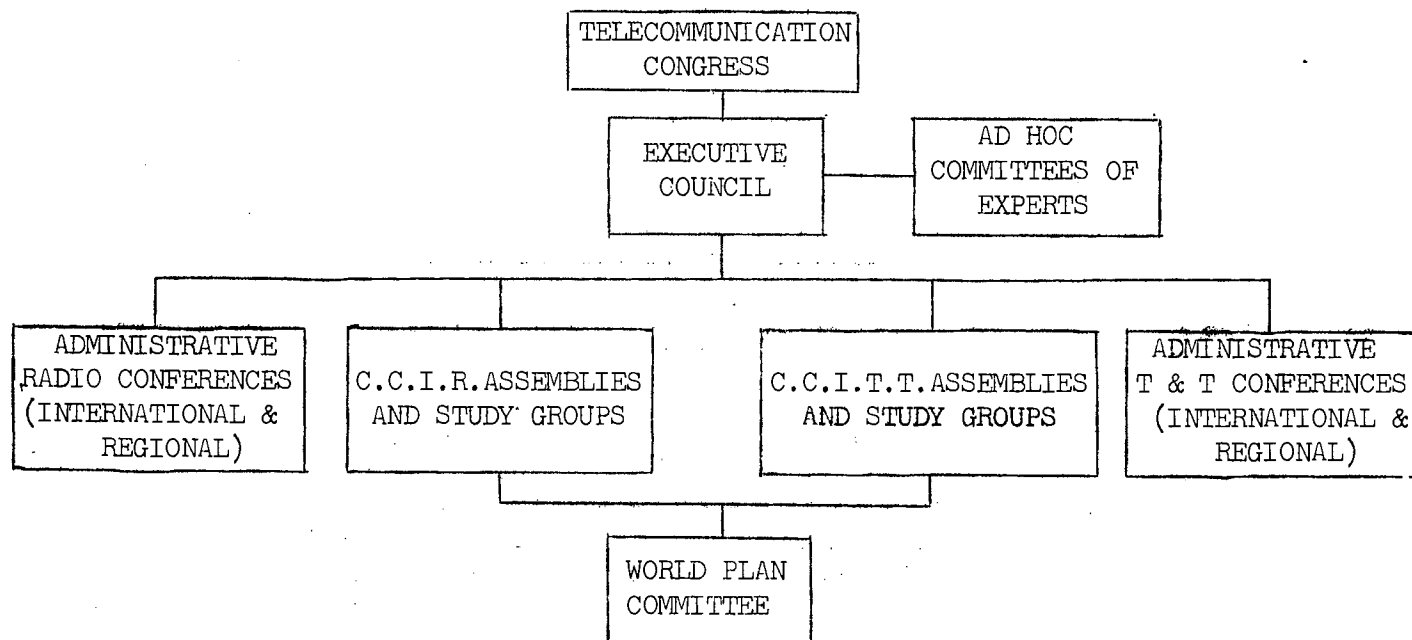 TELECOMMUNICATION
CONGRESS
EXECUTIVE
COUNCIL
AD HOC
COMMITTEES OF
EXPERTS
ADMINISTRATIVE
RADIO CONFERENCES
(INTERNATIONAL &
REGIONAL)
C.C.I.R.ASSEMBLIES
AND STUDY GROUPS
C.C.I.T.T.ASSEMBLIES
AND STUDY GROUPS
ADMINISTRATIVE
T & T CONFERENCES
(INTERNATIONAL &
REGIONAL)
WORLD PLAN
COMMITTEE